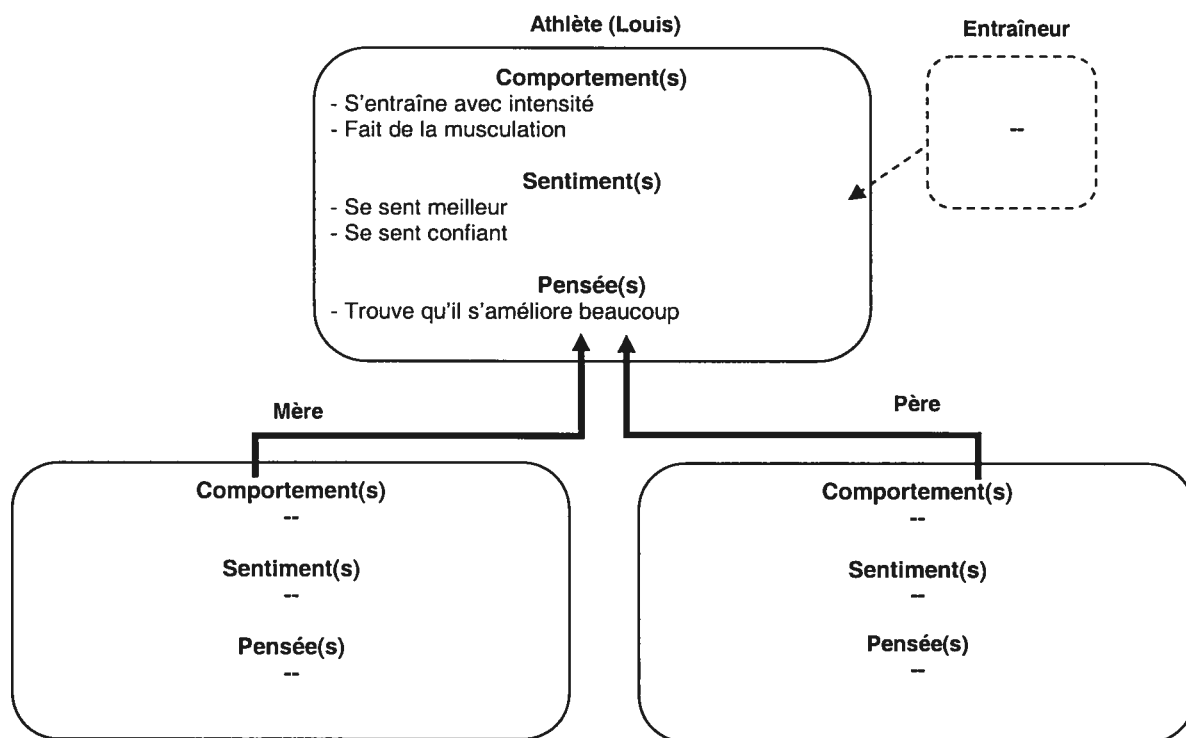 Athlète (Louis)
Entraîneur
Comportement(s)
- S'entraîne avec intensité
- Fait de la musculation
--
Sentiment(s)
- Se sent meilleur
- Se sent confiant
Pensée(s)
- Trouve qu'il s'améliore beaucoup
Mère
Père
Comportement(s)
--
Sentiment(s)
--
Pensée(s)
--
Comportement(s)
--
Sentiment(s)
--
Pensée(s)
--